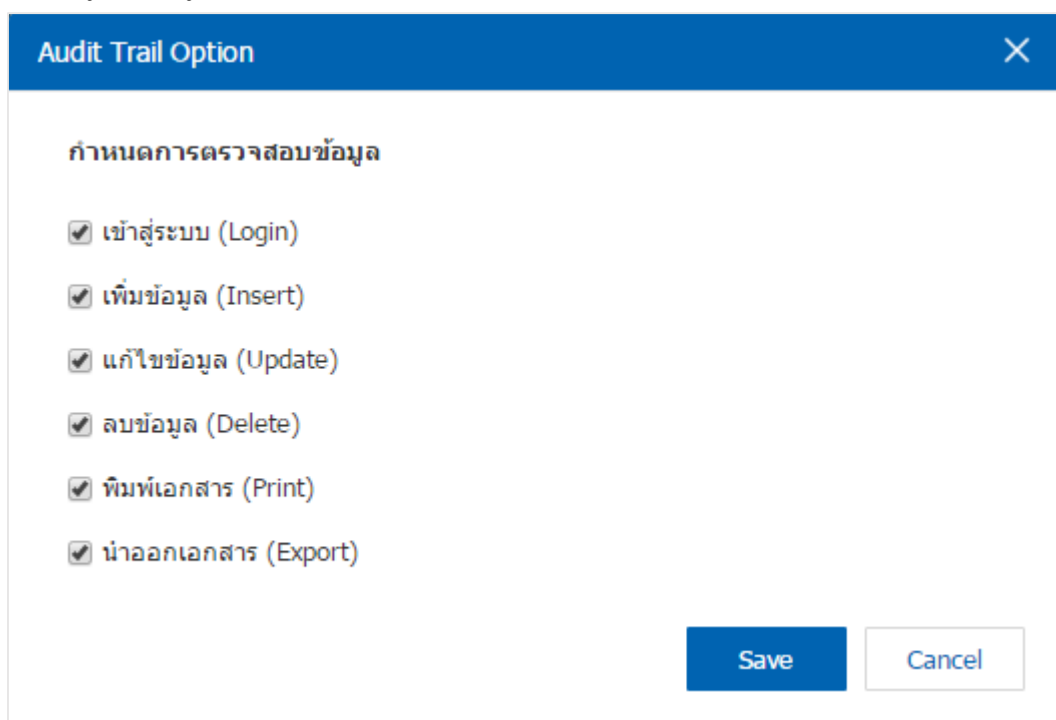 Audit Trail Option
กำหนดการตรวจสอบข้อมูล
เข้าสู่ระบบ (Login)
เพิ่มข้อมูล (Insert)
แก้ไขข้อมูล (Update)
ลบข้อมูล (Delete)
พิมพ์เอกสาร (Print)
นำออกเอกสาร (Export)
Save Cancel